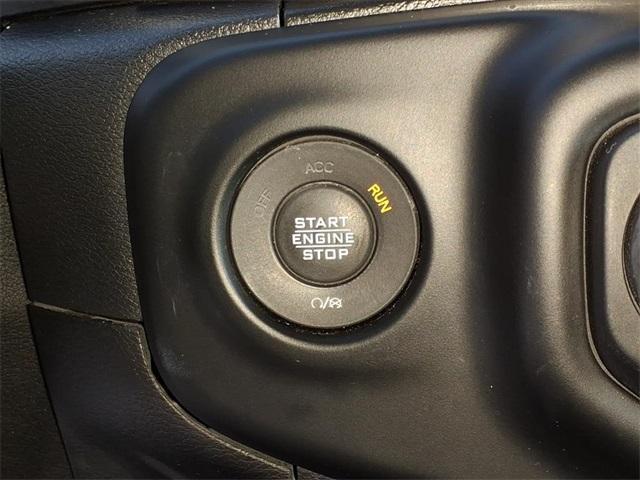 OFF
ACC
RUN
START
ENGINE
STOP